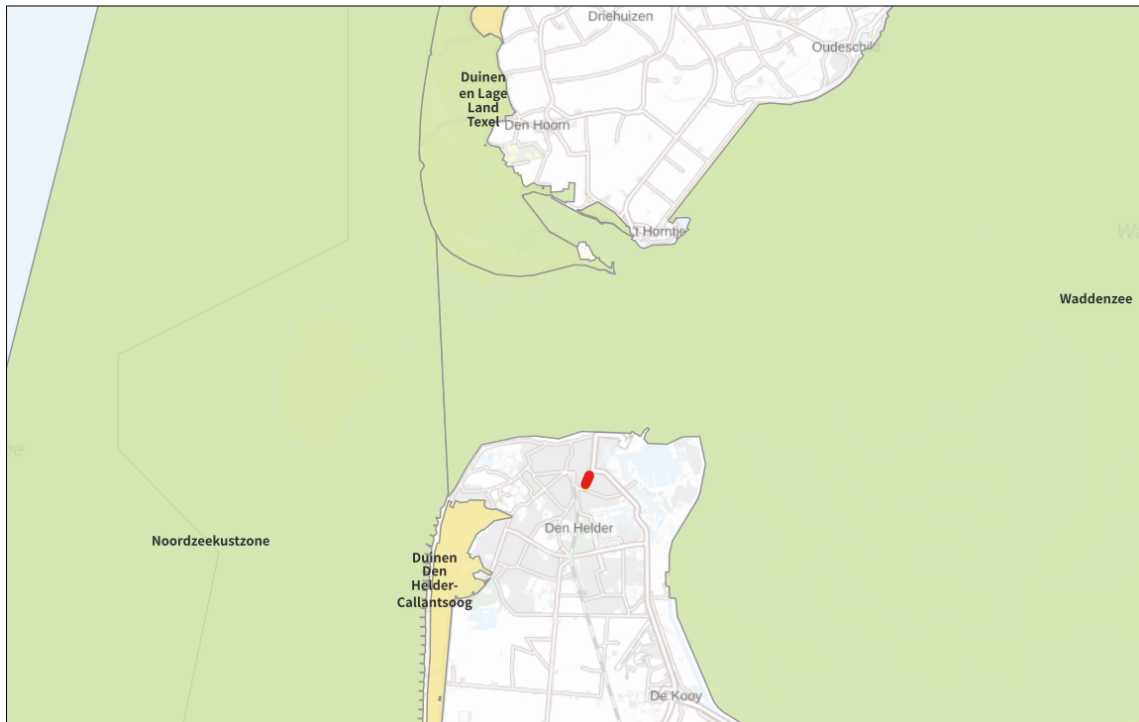 Driehuizen
Oudeschild
Duinen
en Lage
Land
Texel
Den Hoorn
't Horntje
Waddenzee
Den Helder
Noordzeekustzone
Duinen
Den
Helder-
Callantsoog
De Kooy